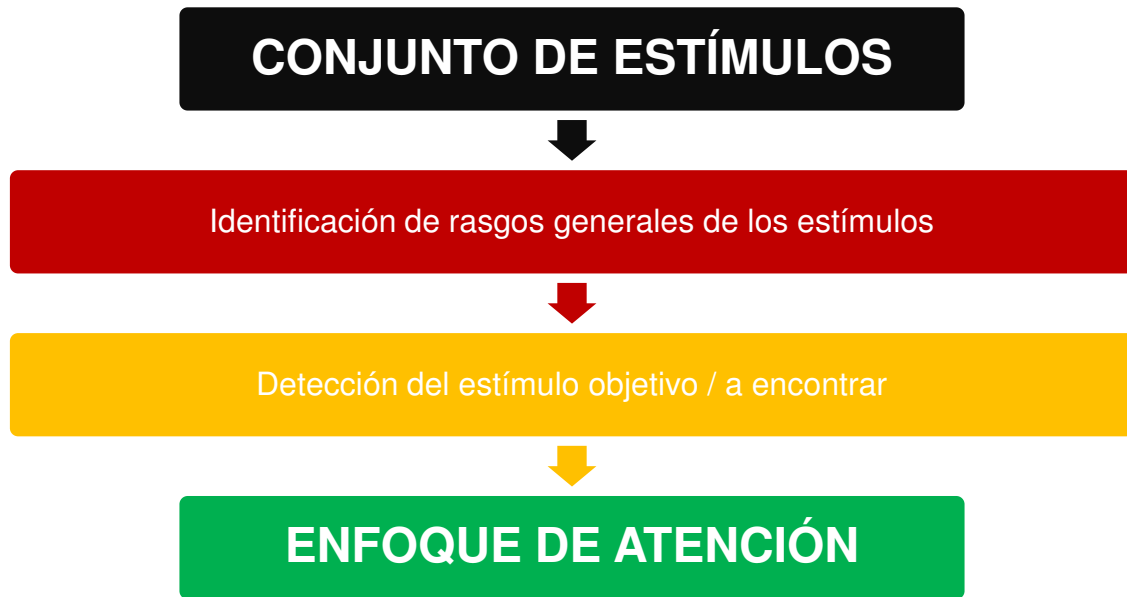 CONJUNTO DE ESTÍMULOS
Identificación de rasgos generales de los estímulos
Detección del estímulo objetivo / a encontrar
ENFOQUE DE ATENCIÓN